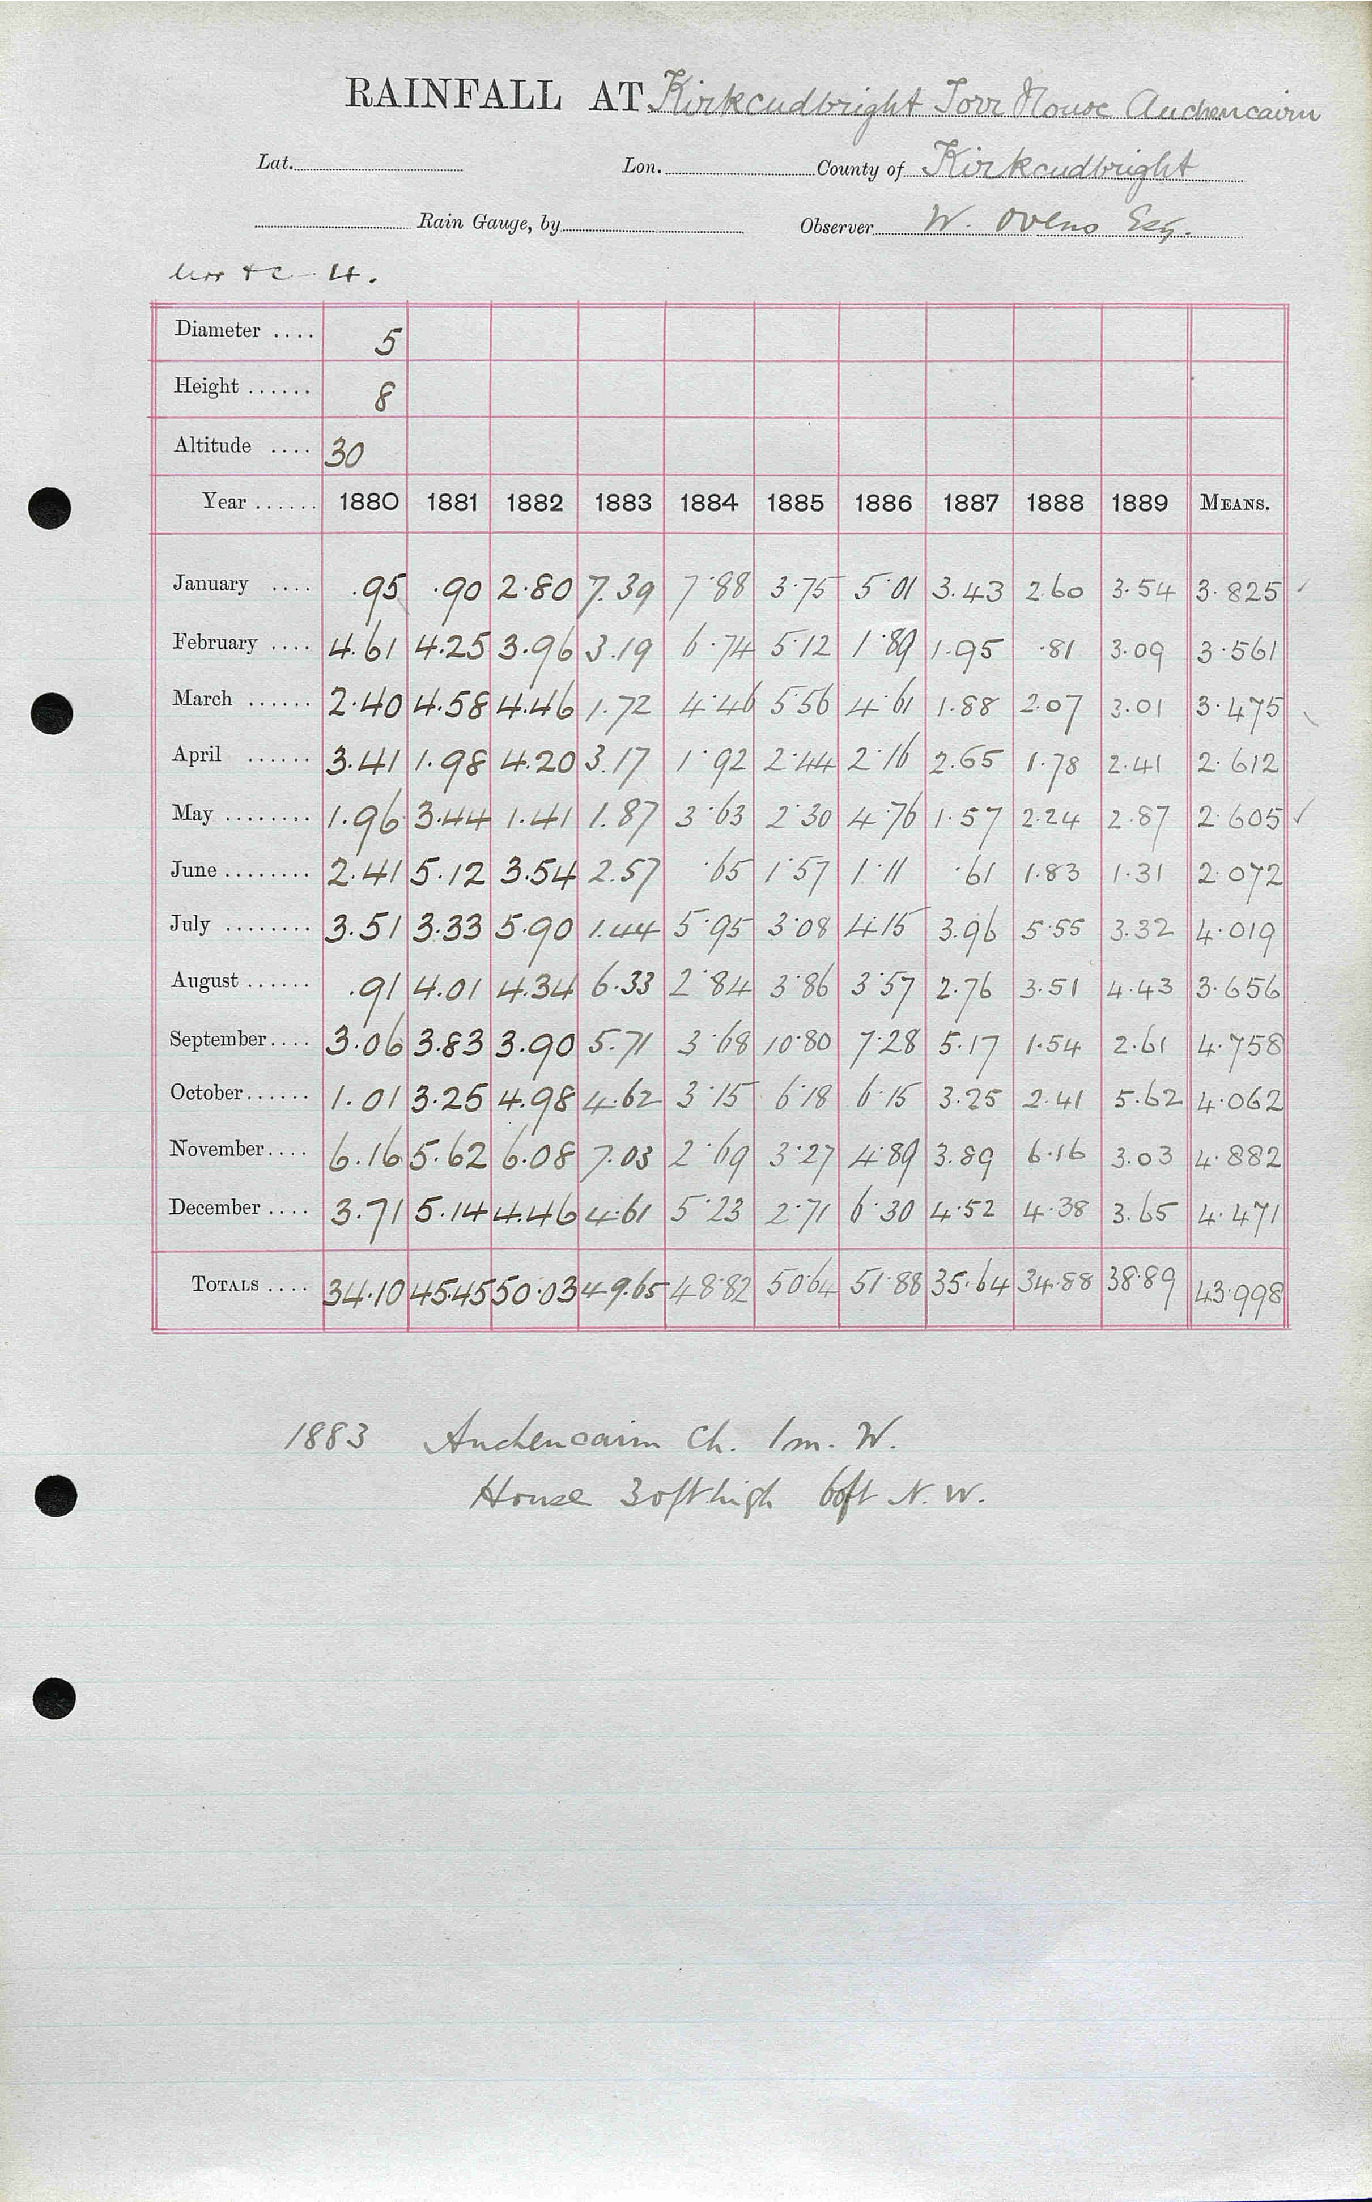 RAINFALL AT Kirkcudbright Torr House Auchencairn
Lat. Lon. County of Kirkcudbright
Rain Gauge, by Observer W. Ovens Esq.
4.
Diameter .... 5
Height ...... 8
Altitude .... 30
Year ...... 1880 1881 1882 1883 1884 1885 1886 1887 1888 1889 MEANS.
January .... .95 .90 2.80 7.39 7.88 3.75 5.01 3.43 2.60 3.54 3.825 ✓
February .... 4.61 4.25 3.96 3.19 6.74 5.12 1.89 1.95 .81 3.09 3.561
March ...... 2.40 4.58 4.46 1.72 4.46 5.56 4.61 1.88 2.07 3.01 3.475
April ...... 3.41 1.98 4.20 3.17 1.92 2.44 2.16 2.65 1.78 2.41 2.612
May ........ 1.96 3.44 1.41 1.87 3.63 2.30 4.76 1.57 2.24 2.87 2.605 ✓
June ........ 2.41 5.12 3.54 2.57 .65 1.57 1.11 .61 1.83 1.31 2.072
July ........ 3.51 3.33 5.90 1.44 5.95 3.08 4.15 3.96 5.55 3.32 4.019
August ...... .91 4.01 4.34 6.33 2.84 3.86 3.57 2.76 3.51 4.43 3.656
September .... 3.06 3.83 3.90 5.71 3.68 10.80 7.28 5.17 1.54 2.61 4.758
October ...... 1.01 3.25 4.98 4.62 3.15 6.18 6.15 3.25 2.41 5.62 4.062
November .... 6.16 5.62 6.08 7.03 2.69 3.27 4.89 3.89 6.16 3.03 4.882
December .... 3.71 5.14 4.46 4.61 5.23 2.71 6.30 4.52 4.38 3.65 4.471
TOTALS .... 34.10 45.45 50.03 49.65 48.82 50.64 51.88 35.64 34.88 38.89 43.998
1883 Auchencairn Ch. 1m. W.
House 30ft high 60ft N.W.